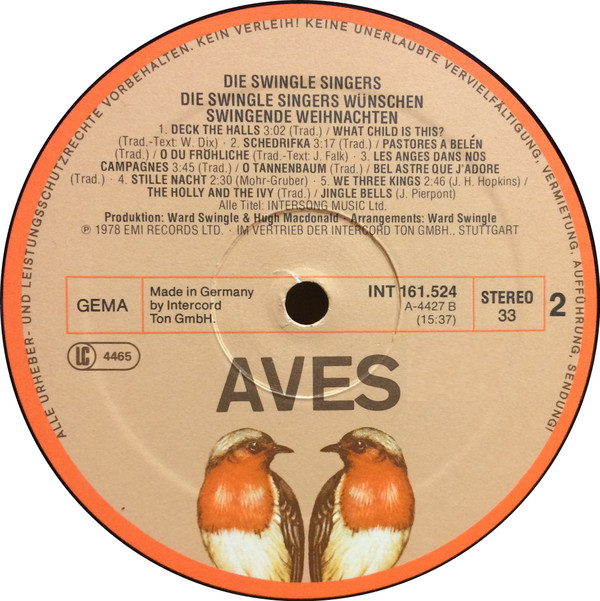 ALLE URHEBER- UND LEISTUNGSSCHUTZRECHTE VORBEHALTEN. KEIN VERLEIH! KEINE UNERLAUBTE VERVIELFÄLTIGUNG, VERMIETUNG, AUFFÜHRUNG, SENDUNG!
DIE SWINGLE SINGERS
DIE SWINGLE SINGERS WÜNSCHEN
SWINGENDE WEIHNACHTEN
1. DECK THE HALLS 3:02 (Trad.) / WHAT CHILD IS THIS?
(Trad.-Text: W. Dix) · 2. SCHEDRIFKA 3:17 (Trad.) / PASTORES A BELÉN
(Trad.) / O DU FRÖHLICHE (Trad.-Text: J. Falk) · 3. LES ANGES DANS NOS
CAMPAGNES 3:45 (Trad.) / O TANNENBAUM (Trad.) / BEL ASTRE QUE J'ADORE
(Trad.) · 4. STILLE NACHT 2:30 (Mohr-Gruber) · 5. WE THREE KINGS 2:46 (J. H. Hopkins) /
THE HOLLY AND THE IVY (Trad.) / JINGLE BELLS (J. Pierpont)
Alle Titel: INTERSONG MUSIC Ltd.
Produktion: Ward Swingle & Hugh Macdonald Arrangements: Ward Swingle
℗ 1978 EMI RECORDS LTD. · IM VERTRIEB DER INTERCORD TON GMBH., STUTTGART
GEMA
Made in Germany
by Intercord
Ton GmbH.
INT 161.524
A-4427 B
(15:37)
STEREO
33
2
LC 4465
AVES